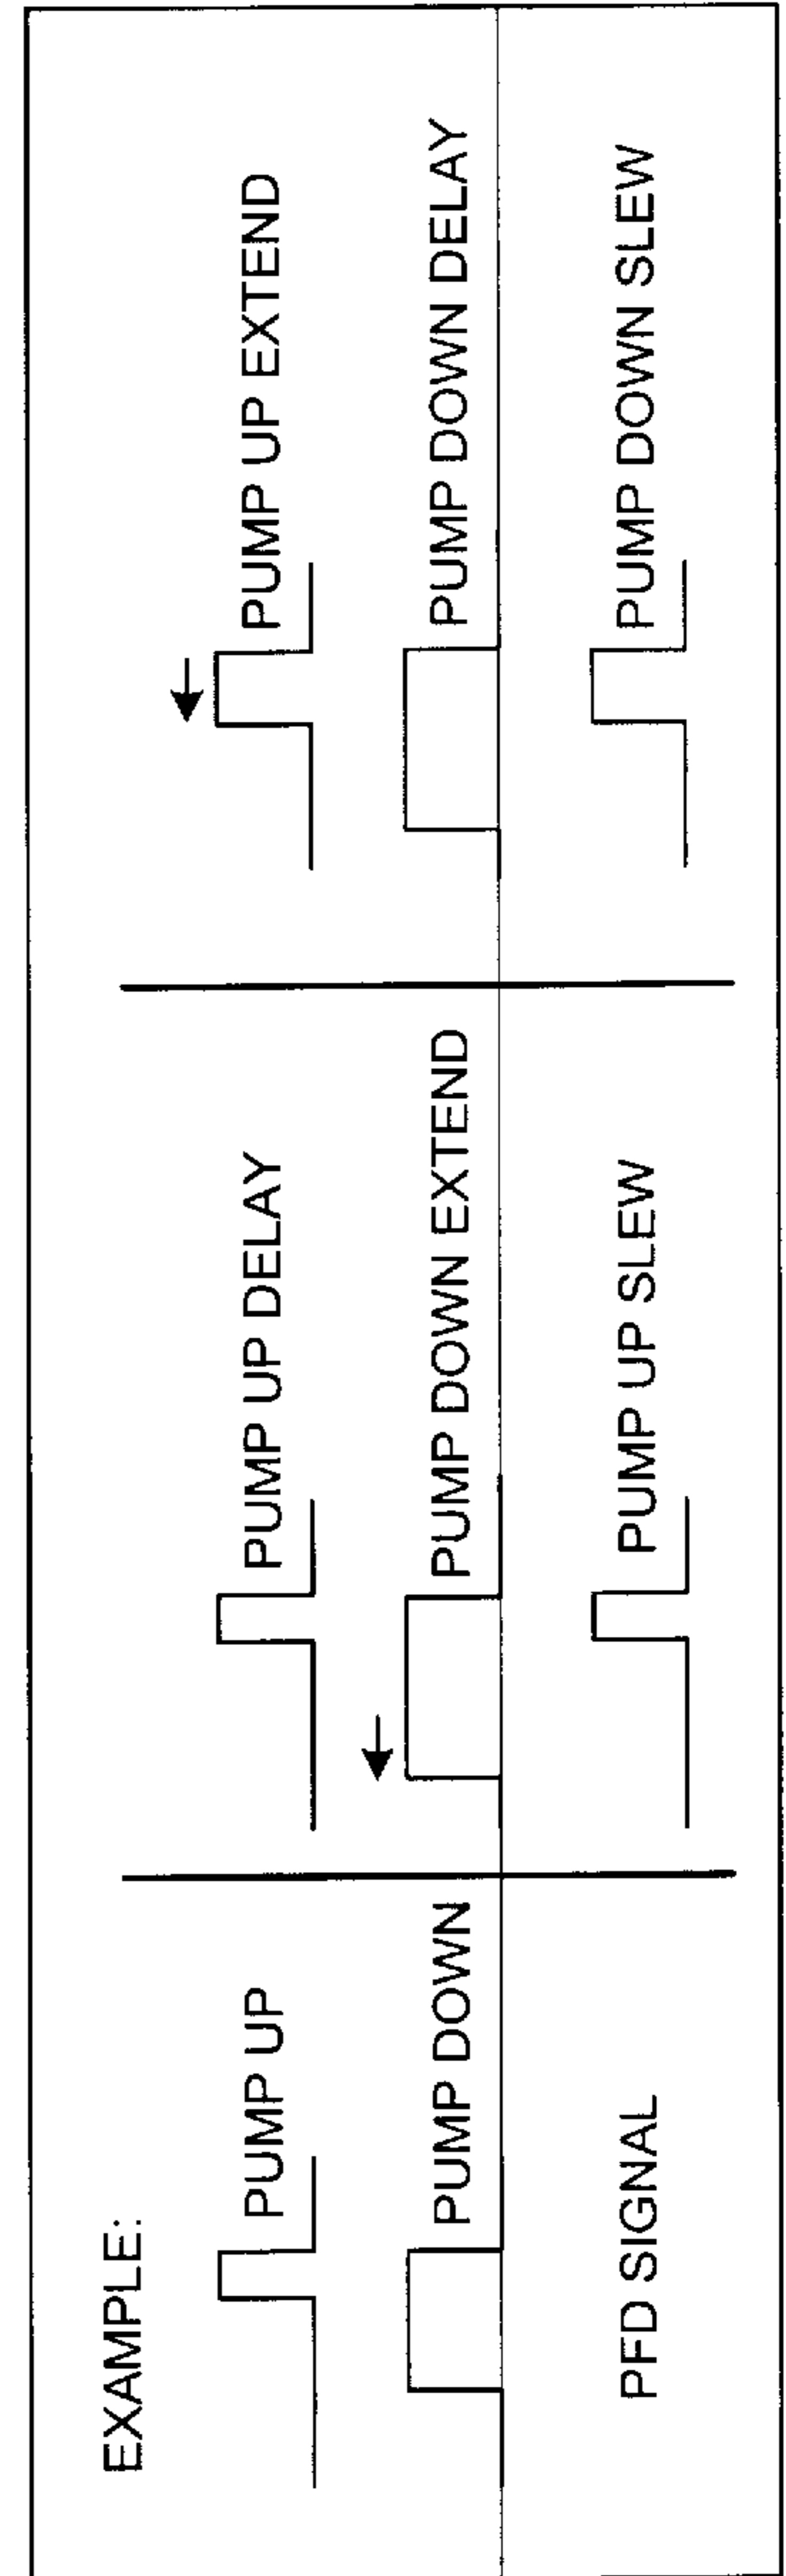 EXAMPLE:
PUMP UP
PUMP DOWN
PFD SIGNAL
PUMP UP DELAY
PUMP DOWN EXTEND
PUMP UP SLEW
PUMP UP EXTEND
PUMP DOWN DELAY
PUMP DOWN SLEW